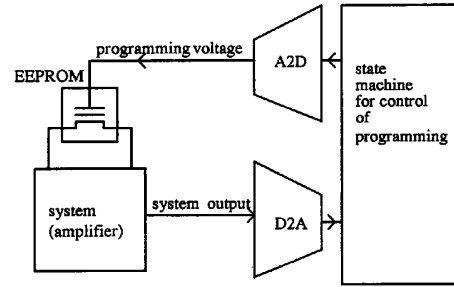 programming voltage
A2D
EEPROM
state
machine
for control
of
programming
system output
system
(amplifier)
D2A